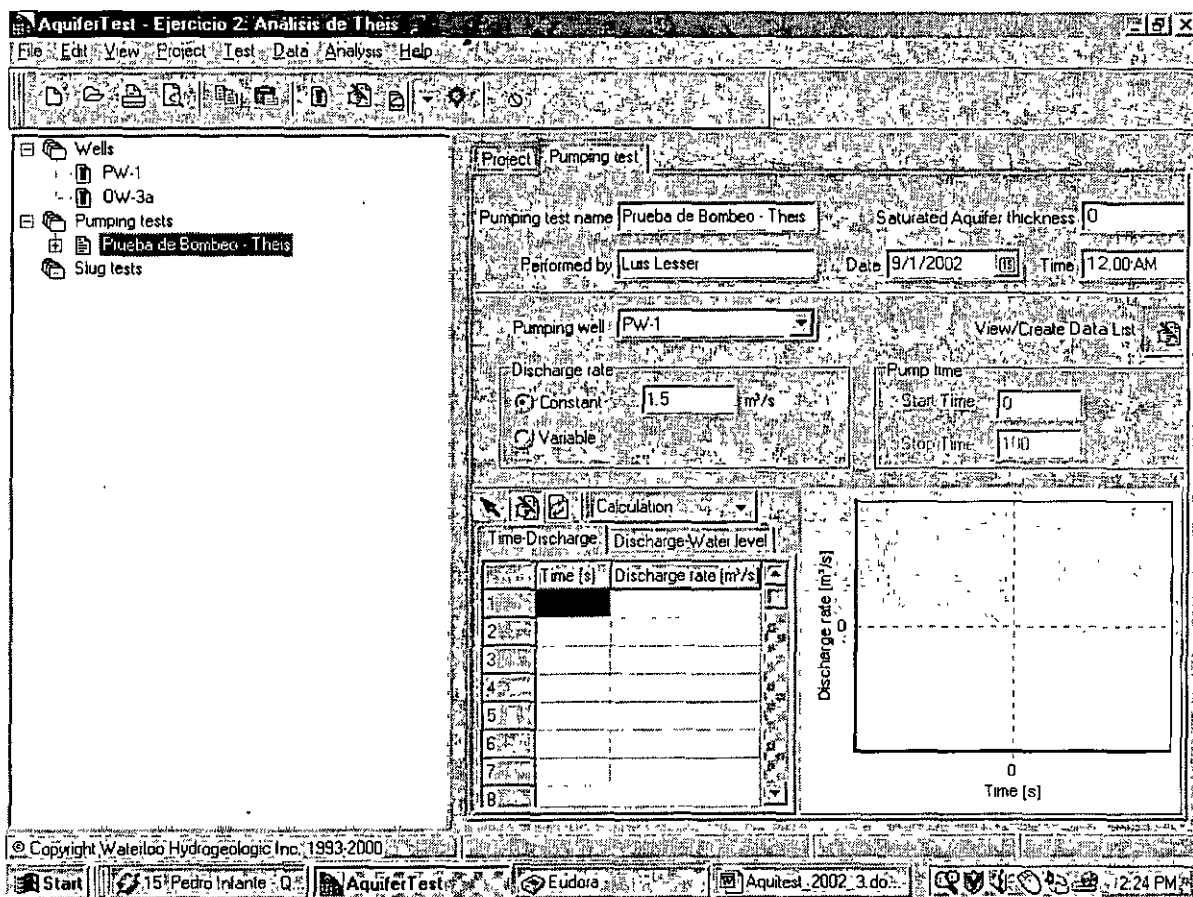 AquiferTest - Ejercicio 2: Análisis de Theis
File Edit View Project Test Data Analysis Help
Wells
PW-1
OW-3a
Pumping tests
Prueba de Bombeo - Theis
Slug tests
Project Pumping test
Pumping test name Prueba de Bombeo - Theis Saturated Aquifer thickness 0
Performed by Luis Lesser Date 9/1/2002 15 Time 12:00 AM
Pumping well PW-1 View/Create Data List
Discharge rate Pump time
Constant 1.5 m³/s Start Time 0
Variable Stop Time 100
Calculation
Time-Discharge Discharge-Water level
Time [s] Discharge rate [m³/s]
1
2
3
4
5
6
7
8
Discharge rate [m³/s]
0
0
Time [s]
© Copyright Waterloo Hydrogeologic Inc. 1993-2000
Start 15 Pedro Infante - Q AquiferTest Eudora Aquitest_2002_3.do... 2:24 PM